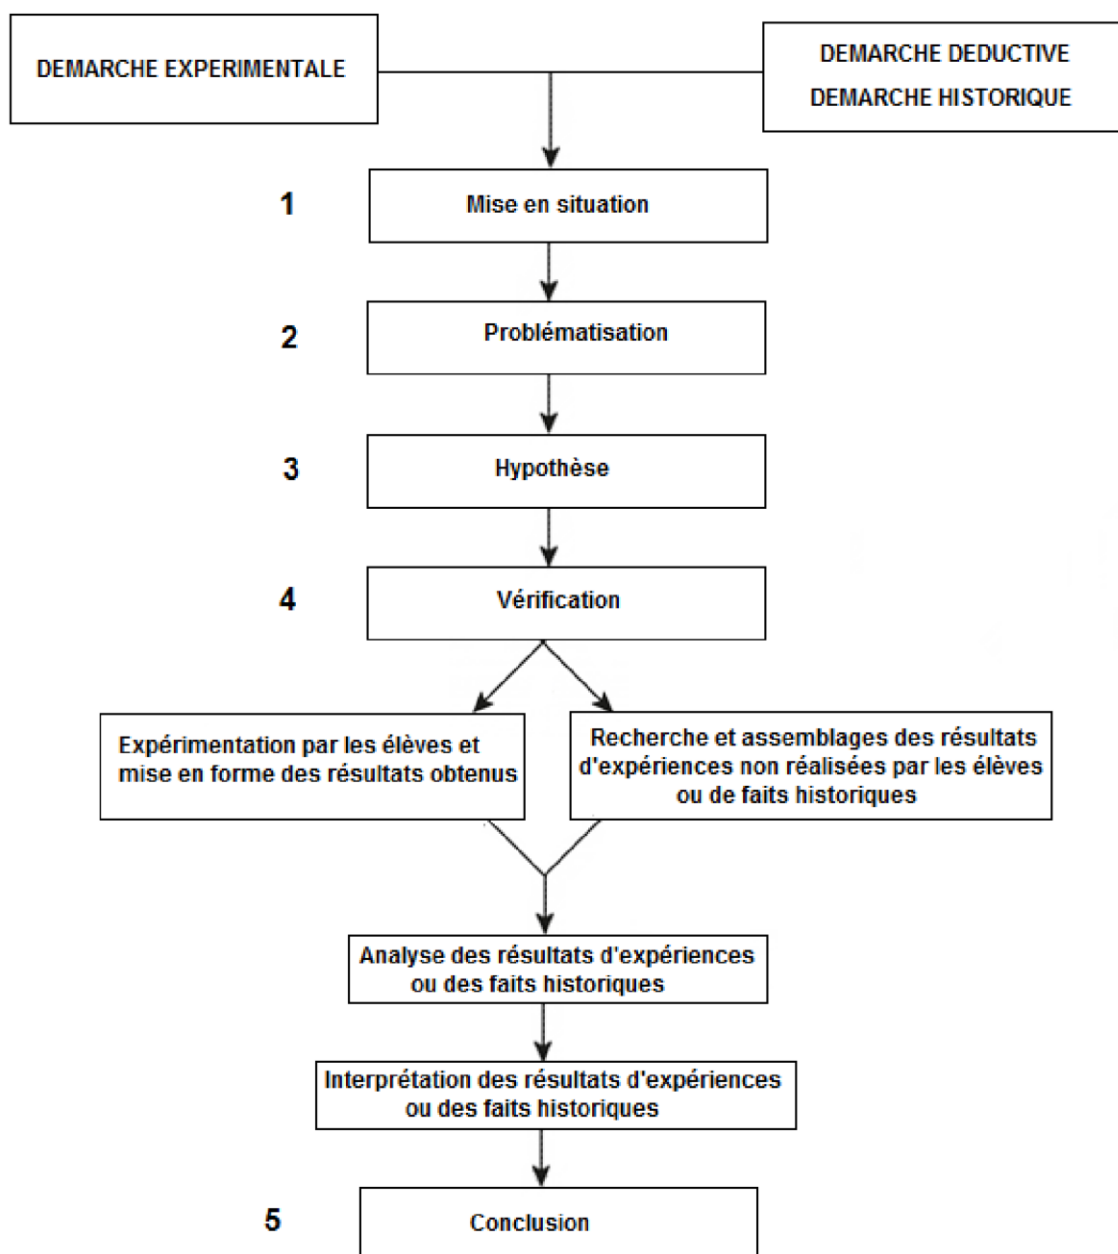 DEMARCHE EXPERIMENTALE
DEMARCHE DEDUCTIVE
DEMARCHE HISTORIQUE
1
Mise en situation
2
Problématisation
3
Hypothèse
4
Vérification
Expérimentation par les élèves et
mise en forme des résultats obtenus
Recherche et assemblages des résultats
d'expériences non réalisées par les élèves
ou de faits historiques
Analyse des résultats d'expériences
ou des faits historiques
Interprétation des résultats d'expériences
ou des faits historiques
5
Conclusion